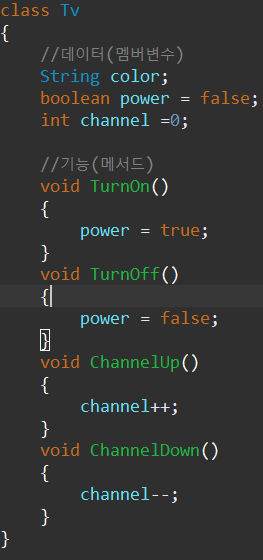 class Tv
{
    //데이터(멤버변수)
    String color;
    boolean power = false;
    int channel =0;

    //기능(메서드)
    void TurnOn()
    {
        power = true;
    }
    void TurnOff()
    {
        power = false;
    }
    void ChannelUp()
    {
        channel++;
    }
    void ChannelDown()
    {
        channel--;
    }
}